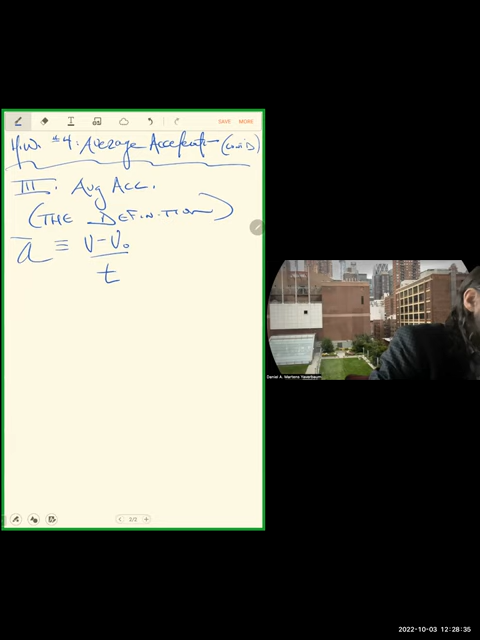 SAVE MORE
H.W. #4: Average Acceleration (cont'd)
III. Avg Acc.
(THE DEFINITION)
a̅ ≡ v - v₀
t
2/2
Daniel A. Martens Yaverbaum
2022-10-03 12:28:35